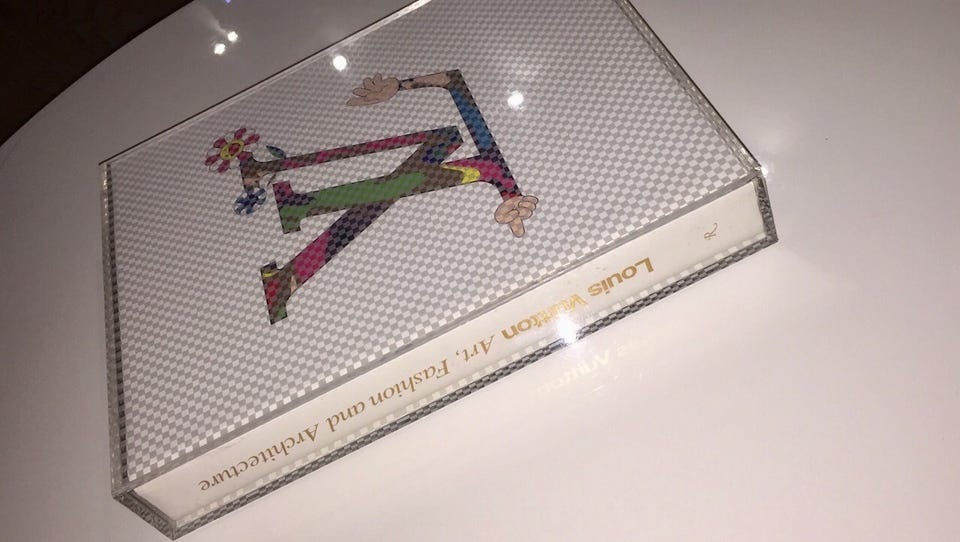 Louis Vuitton Art, Fashion and Architecture
R